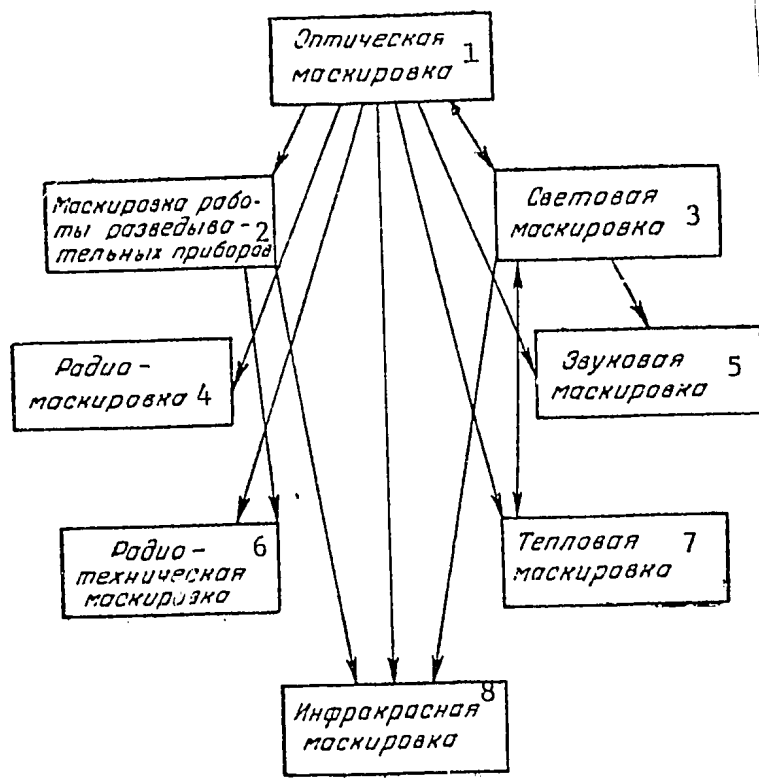 Оптическая 1
маскировка
Маскировка рабо-
ты разведыва- 2
тельных приборов
Световая 3
маскировка
Радио-
маскировка 4
Звуковая 5
маскировка
Радио- 6
техническая
маскировка
Тепловая 7
маскировка
8
Инфракрасная
маскировка